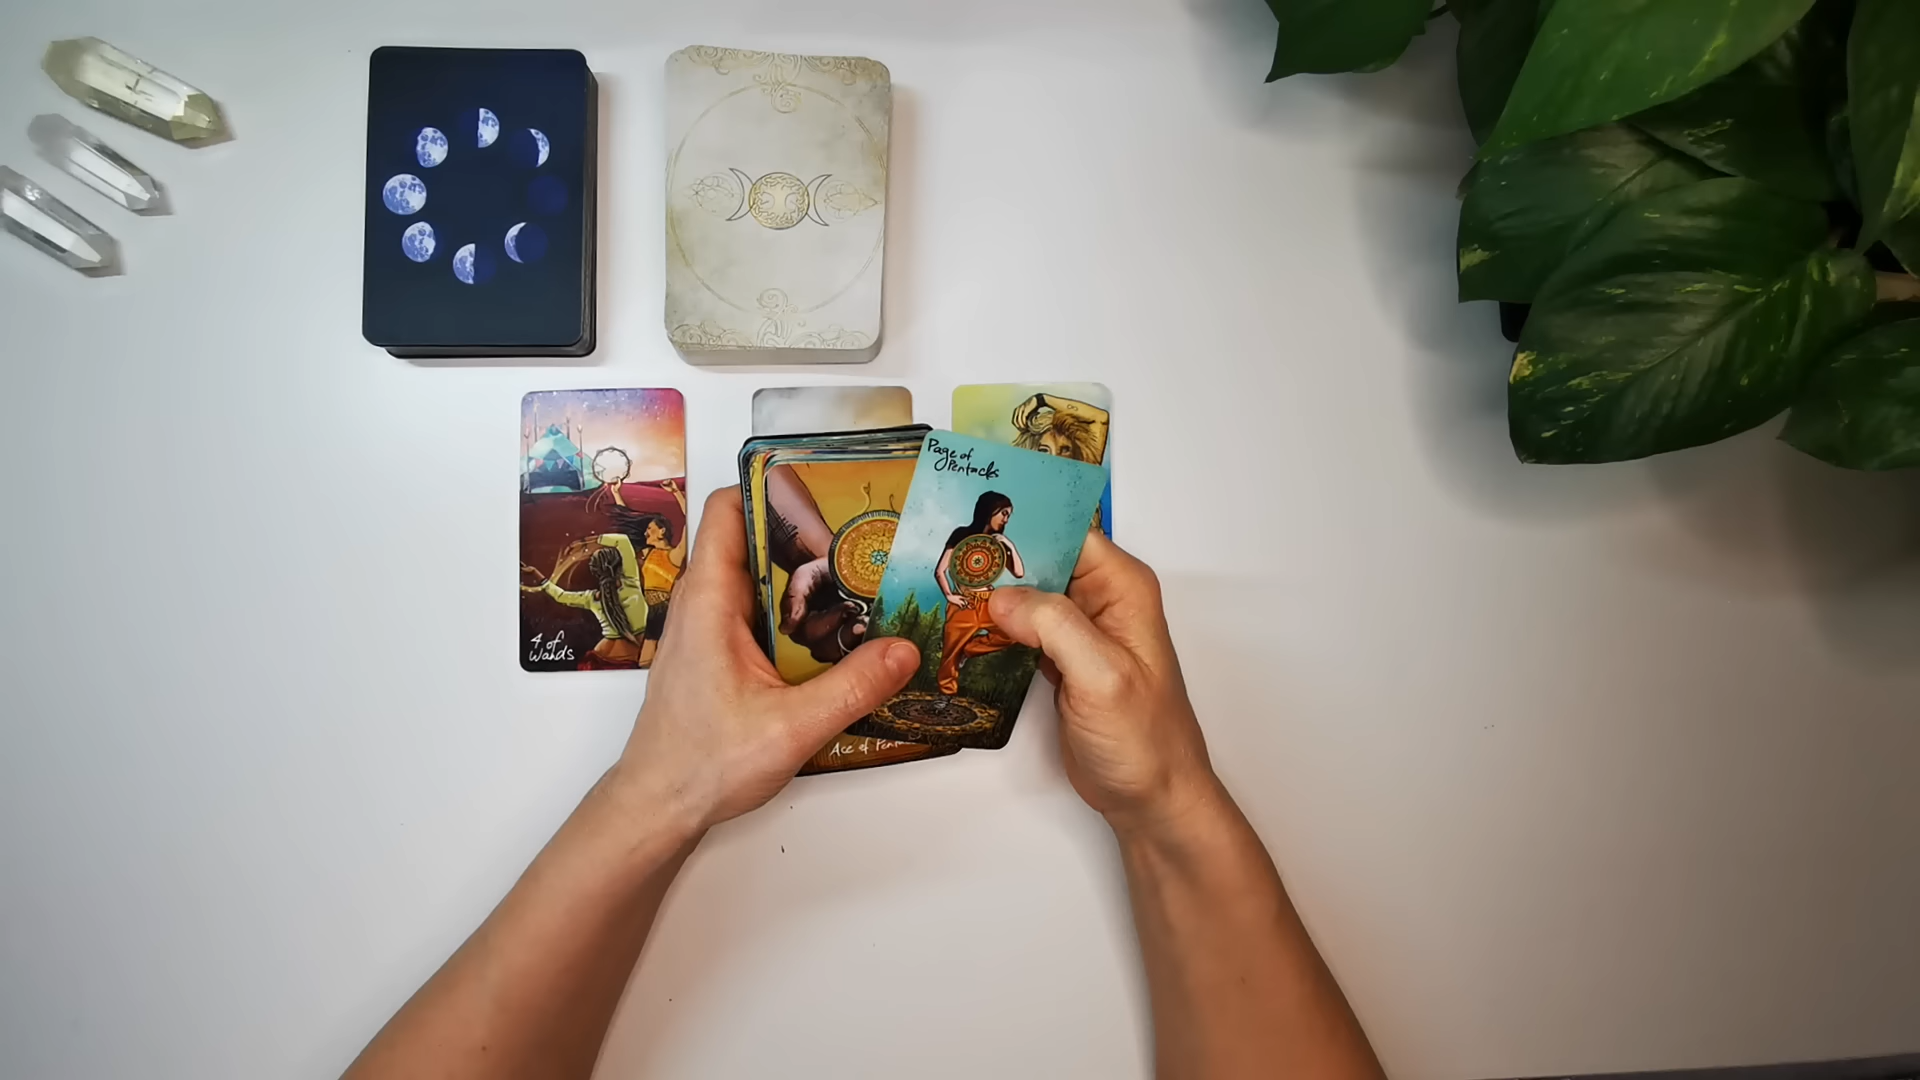 Page of
Pentacles
4 of
Wands
Ace of